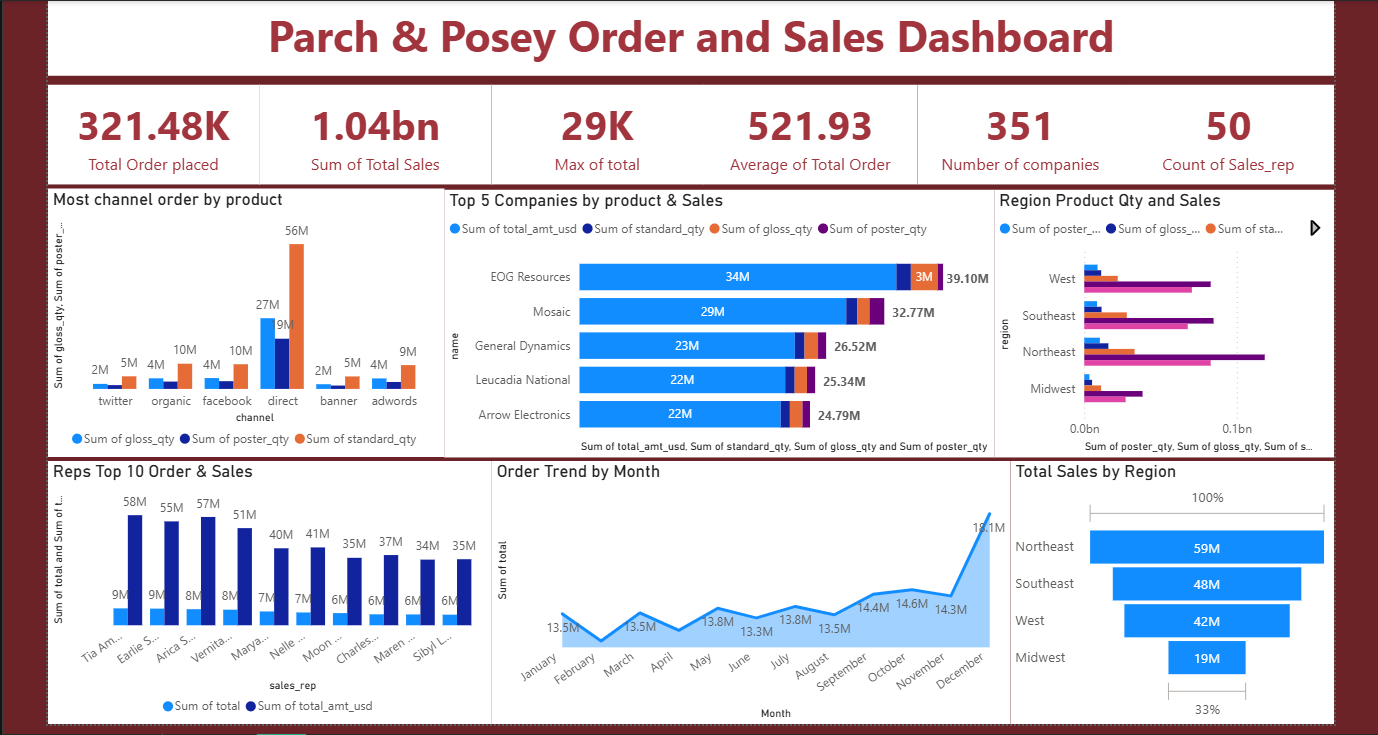 Parch & Posey Order and Sales Dashboard
321.48K
Total Order placed
1.04bn
Sum of Total Sales
29K
Max of total
521.93
Average of Total Order
351
Number of companies
50
Count of Sales_rep
Most channel order by product
Sum of gloss_qty, Sum of poster_...
2M
5M
4M
10M
4M
10M
27M
19M
56M
2M
5M
4M
9M
twitter
organic
facebook
direct
banner
adwords
channel
Sum of gloss_qty
Sum of poster_qty
Sum of standard_qty
Top 5 Companies by product & Sales
Sum of total_amt_usd
Sum of standard_qty
Sum of gloss_qty
Sum of poster_qty
name
EOG Resources 34M 3M 39.10M
Mosaic 29M 32.77M
General Dynamics 23M 26.52M
Leucadia National 22M 25.34M
Arrow Electronics 22M 24.79M
Sum of total_amt_usd, Sum of standard_qty, Sum of gloss_qty and Sum of poster_qty
Region Product Qty and Sales
Sum of poster_...
Sum of gloss_...
Sum of sta...
region
West
Southeast
Northeast
Midwest
0.0bn
0.1bn
Sum of poster_qty, Sum of gloss_qty, Sum of s...
Reps Top 10 Order & Sales
Sum of total and Sum of t...
9M
58M
9M
55M
8M
57M
8M
51M
7M
40M
7M
41M
6M
35M
6M
37M
6M
34M
6M
35M
Tia Am...
Earlie S...
Arica S...
Vernita...
Marya...
Nelle ...
Moon ...
Charles...
Maren ...
Sibyl L...
sales_rep
Sum of total
Sum of total_amt_usd
Order Trend by Month
Sum of total
13.5M
13.5M
13.8M
13.3M
13.8M
13.5M
14.4M
14.6M
14.3M
18.1M
January
February
March
April
May
June
July
August
September
October
November
December
Month
Total Sales by Region
100%
Northeast 59M
Southeast 48M
West 42M
Midwest 19M
33%